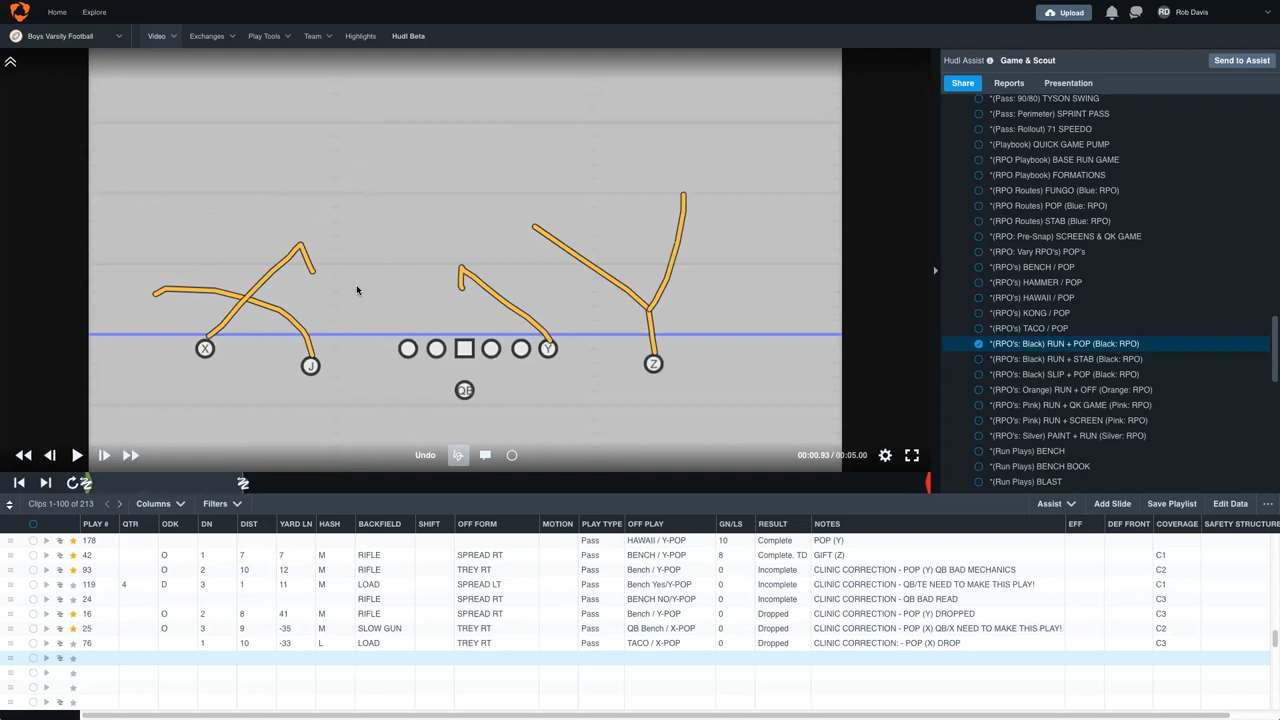 Home Explore Upload RD Rob Davis
Boys Varsity Football Video Exchanges Play Tools Team Highlights Hudl Beta
Hudl Assist Game & Scout Send to Assist
Share Reports Presentation
*(Pass: 90/80) TYSON SWING
*(Pass: Perimeter) SPRINT PASS
*(Pass: Rollout) 71 SPEEDO
*(Playbook) QUICK GAME PUMP
*(RPO Playbook) BASE RUN GAME
*(RPO Playbook) FORMATIONS
*(RPO Routes) FUNGO (Blue: RPO)
*(RPO Routes) POP (Blue: RPO)
*(RPO Routes) STAB (Blue: RPO)
*(RPO: Pre-Snap) SCREENS & QK GAME
*(RPO: Vary RPO's) POP's
*(RPO's) BENCH / POP
*(RPO's) HAMMER / POP
*(RPO's) HAWAII / POP
*(RPO's) KONG / POP
*(RPO's) TACO / POP
*(RPO's: Black) RUN + POP (Black: RPO)
*(RPO's: Black) RUN + STAB (Black: RPO)
*(RPO's: Black) SLIP + POP (Black: RPO)
*(RPO's: Orange) RUN + OFF (Orange: RPO)
*(RPO's: Pink) RUN + QK GAME (Pink: RPO)
*(RPO's: Pink) RUN + SCREEN (Pink: RPO)
*(RPO's: Silver) PAINT + RUN (Silver: RPO)
*(Run Plays) BENCH
*(Run Plays) BENCH BOOK
*(Run Plays) BLAST
X J Y Z
QB
Undo 00:00.93 / 00:05.00
Clips 1-100 of 213 Columns Filters Assist Add Slide Save Playlist Edit Data
PLAY # QTR ODK DN DIST YARD LN HASH BACKFIELD SHIFT OFF FORM MOTION PLAY TYPE OFF PLAY GN/LS RESULT NOTES EFF DEF FRONT COVERAGE SAFETY STRUCTURE
178 Pass HAWAII / Y-POP 10 Complete POP (Y)
42 O 1 7 7 M RIFLE SPREAD RT Pass BENCH / Y-POP 8 Complete, TD GIFT (Z) C1
93 O 2 10 12 M RIFLE TREY RT Pass Bench / Y-POP 0 Incomplete CLINIC CORRECTION - POP (Y) QB BAD MECHANICS C2
119 4 D 3 1 11 M LOAD SPREAD LT Pass Bench Yes/Y-POP 0 Incomplete CLINIC CORRECTION - QB/TE NEED TO MAKE THIS PLAY! C1
24 RIFLE SPREAD RT Pass BENCH NO/Y-POP 0 Incomplete CLINIC CORRECTION - QB BAD READ C3
16 O 2 8 41 M RIFLE SPREAD RT Pass Bench / Y-POP 0 Dropped CLINIC CORRECTION - POP (Y) DROPPED C3
25 O 3 9 -35 M SLOW GUN TREY RT Pass QB Bench / X-POP 0 Dropped CLINIC CORRECTION - POP (X) QB/X NEED TO MAKE THIS PLAY! C2
76 1 10 -33 L LOAD TREY RT Pass TACO / X-POP 0 Dropped CLINIC CORRECTION: - POP (X) DROP C3